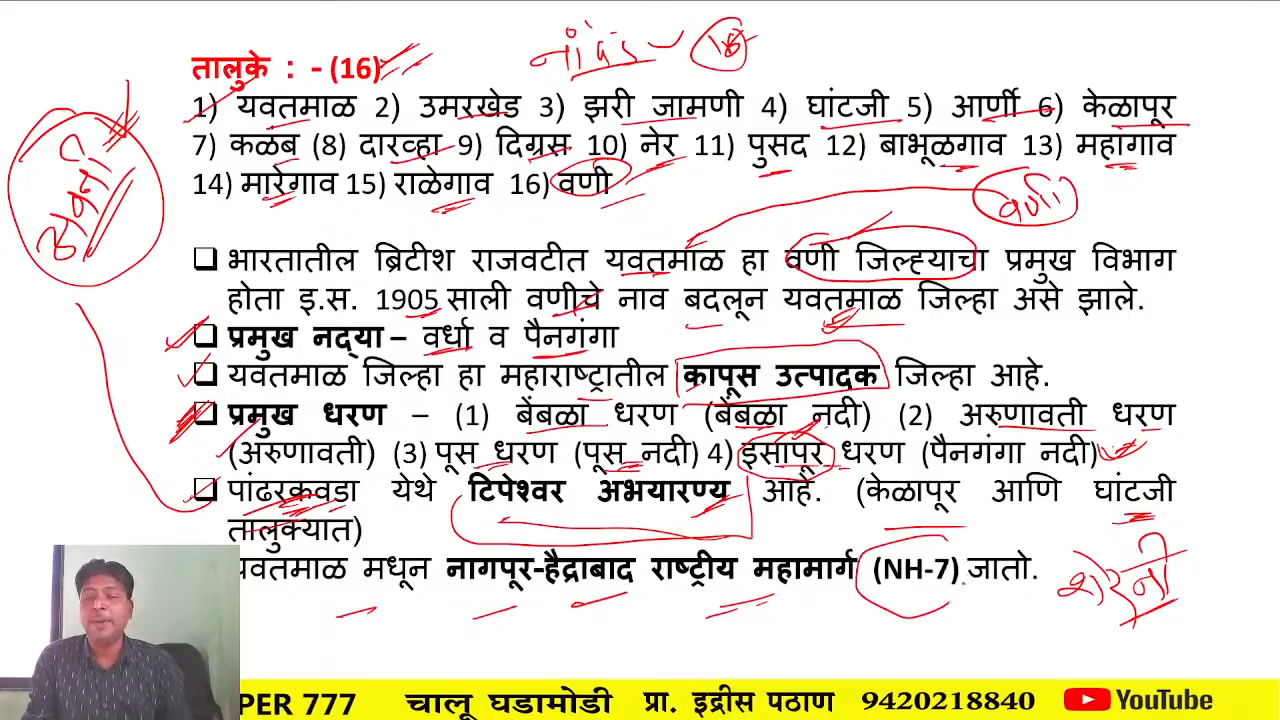 नांदेड 16
तालुके : - (16)
1) यवतमाळ 2) उमरखेड 3) झरी जामणी 4) घांटजी 5) आर्णी 6) केळापूर
7) कळंब (8) दारव्हा 9) दिग्रस 10) नेर 11) पुसद 12) बाभूळगाव 13) महागाव
14) मारेगाव 15) राळेगाव 16) वणी
वणी
❑ भारतातील ब्रिटीश राजवटीत यवतमाळ हा वणी जिल्ह्याचा प्रमुख विभाग
होता इ.स. 1905 साली वणीचे नाव बदलून यवतमाळ जिल्हा असे झाले.
❑ प्रमुख नद्या – वर्धा व पैनगंगा
❑ यवतमाळ जिल्हा हा महाराष्ट्रातील कापूस उत्पादक जिल्हा आहे.
❑ प्रमुख धरण – (1) बेंबळा धरण (बेंबळा नदी) (2) अरुणावती धरण
(अरुणावती) (3) पूस धरण (पूस नदी) 4) इसापूर धरण (पैनगंगा नदी)
❑ पांढरकवडा येथे टिपेश्वर अभयारण्य आहे. (केळापूर आणि घांटजी
तालुक्यात)
यवतमाळ मधून नागपूर-हैद्राबाद राष्ट्रीय महामार्ग (NH-7) जातो.
PER 777 चालू घडामोडी प्रा. इद्रीस पठाण 9420218840 YouTube